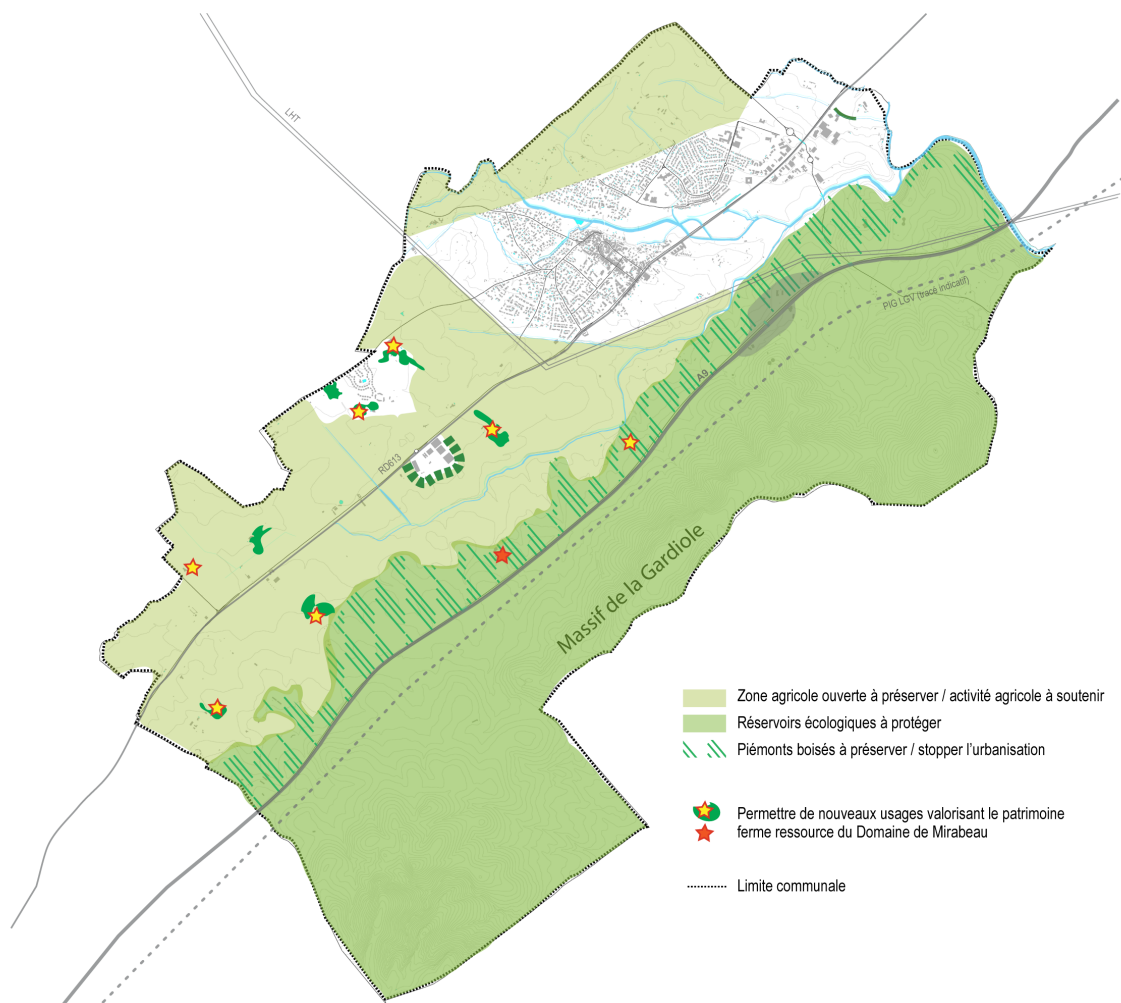 LHT
PIG LGV (tracé indicatif)
A9
RD613
Massif de la Gardiole
Zone agricole ouverte à préserver / activité agricole à soutenir
Réservoirs écologiques à protéger
Piémonts boisés à préserver / stopper l'urbanisation
Permettre de nouveaux usages valorisant le patrimoine
ferme ressource du Domaine de Mirabeau
Limite communale